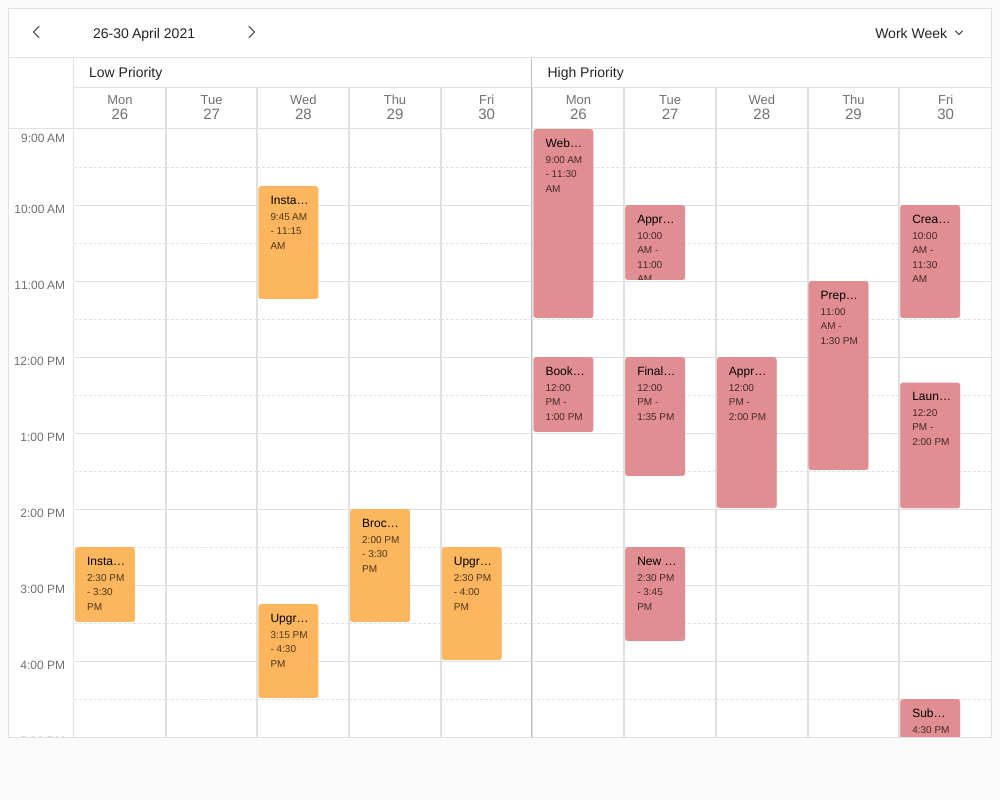 26-30 April 2021
Work Week
Low Priority
High Priority
Mon
26
Tue
27
Wed
28
Thu
29
Fri
30
Mon
26
Tue
27
Wed
28
Thu
29
Fri
30
9:00 AM
10:00 AM
11:00 AM
12:00 PM
1:00 PM
2:00 PM
3:00 PM
4:00 PM
Insta...
2:30 PM
- 3:30
PM
Insta...
9:45 AM
- 11:15
AM
Upgr...
3:15 PM
- 4:30
PM
Broc...
2:00 PM
- 3:30
PM
Upgr...
2:30 PM
- 4:00
PM
Web...
9:00 AM
- 11:30
AM
Book...
12:00
PM -
1:00 PM
Appr...
10:00
AM -
11:00
AM
Final...
12:00
PM -
1:35 PM
New ...
2:30 PM
- 3:45
PM
Appr...
12:00
PM -
2:00 PM
Prep...
11:00
AM -
1:30 PM
Crea...
10:00
AM -
11:30
AM
Laun...
12:20
PM -
2:00 PM
Sub...
4:30 PM